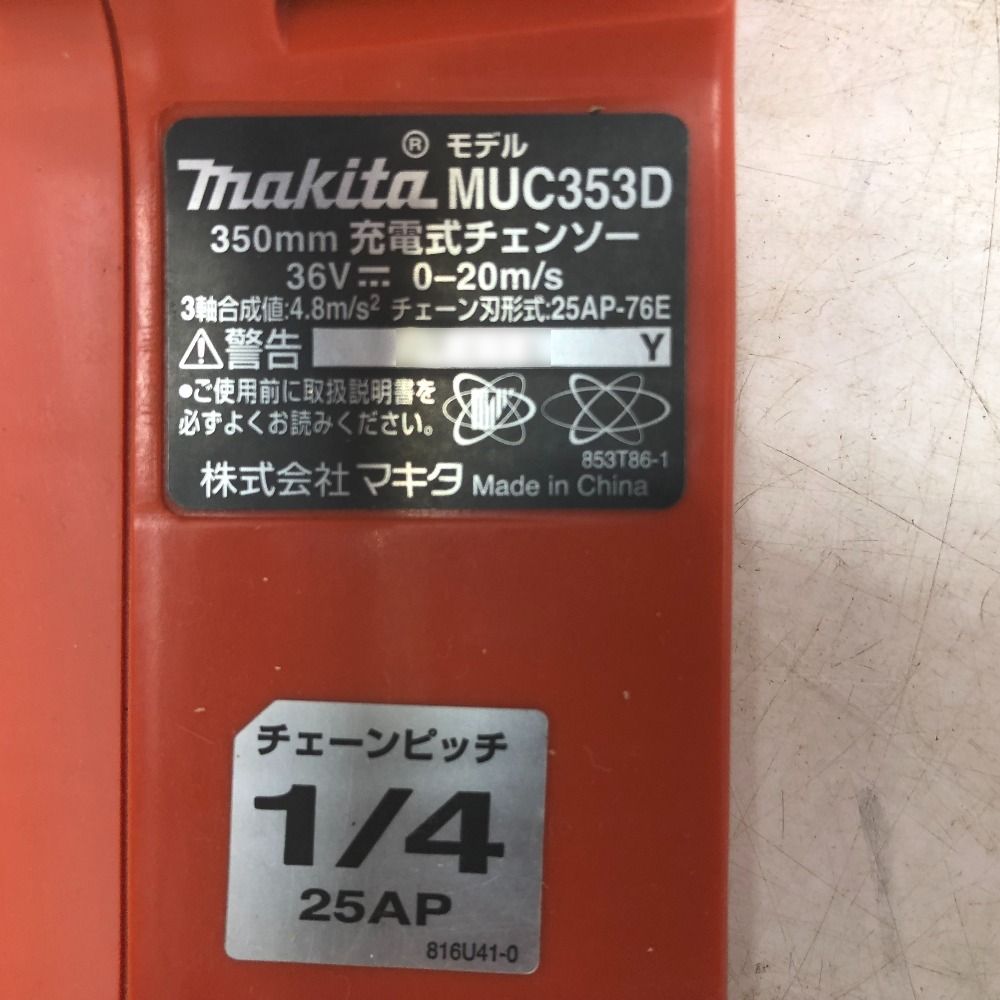 ® モデル
makita MUC353D
350mm 充電式チェンソー
36V⎓ 0–20m/s
3軸合成値:4.8m/s² チェーン刃形式:25AP-76E
⚠警告 Y
•ご使用前に取扱説明書を
必ずよくお読みください。
853T86-1
株式会社 マキタ Made in China
チェーンピッチ
1/4
25AP
816U41-0